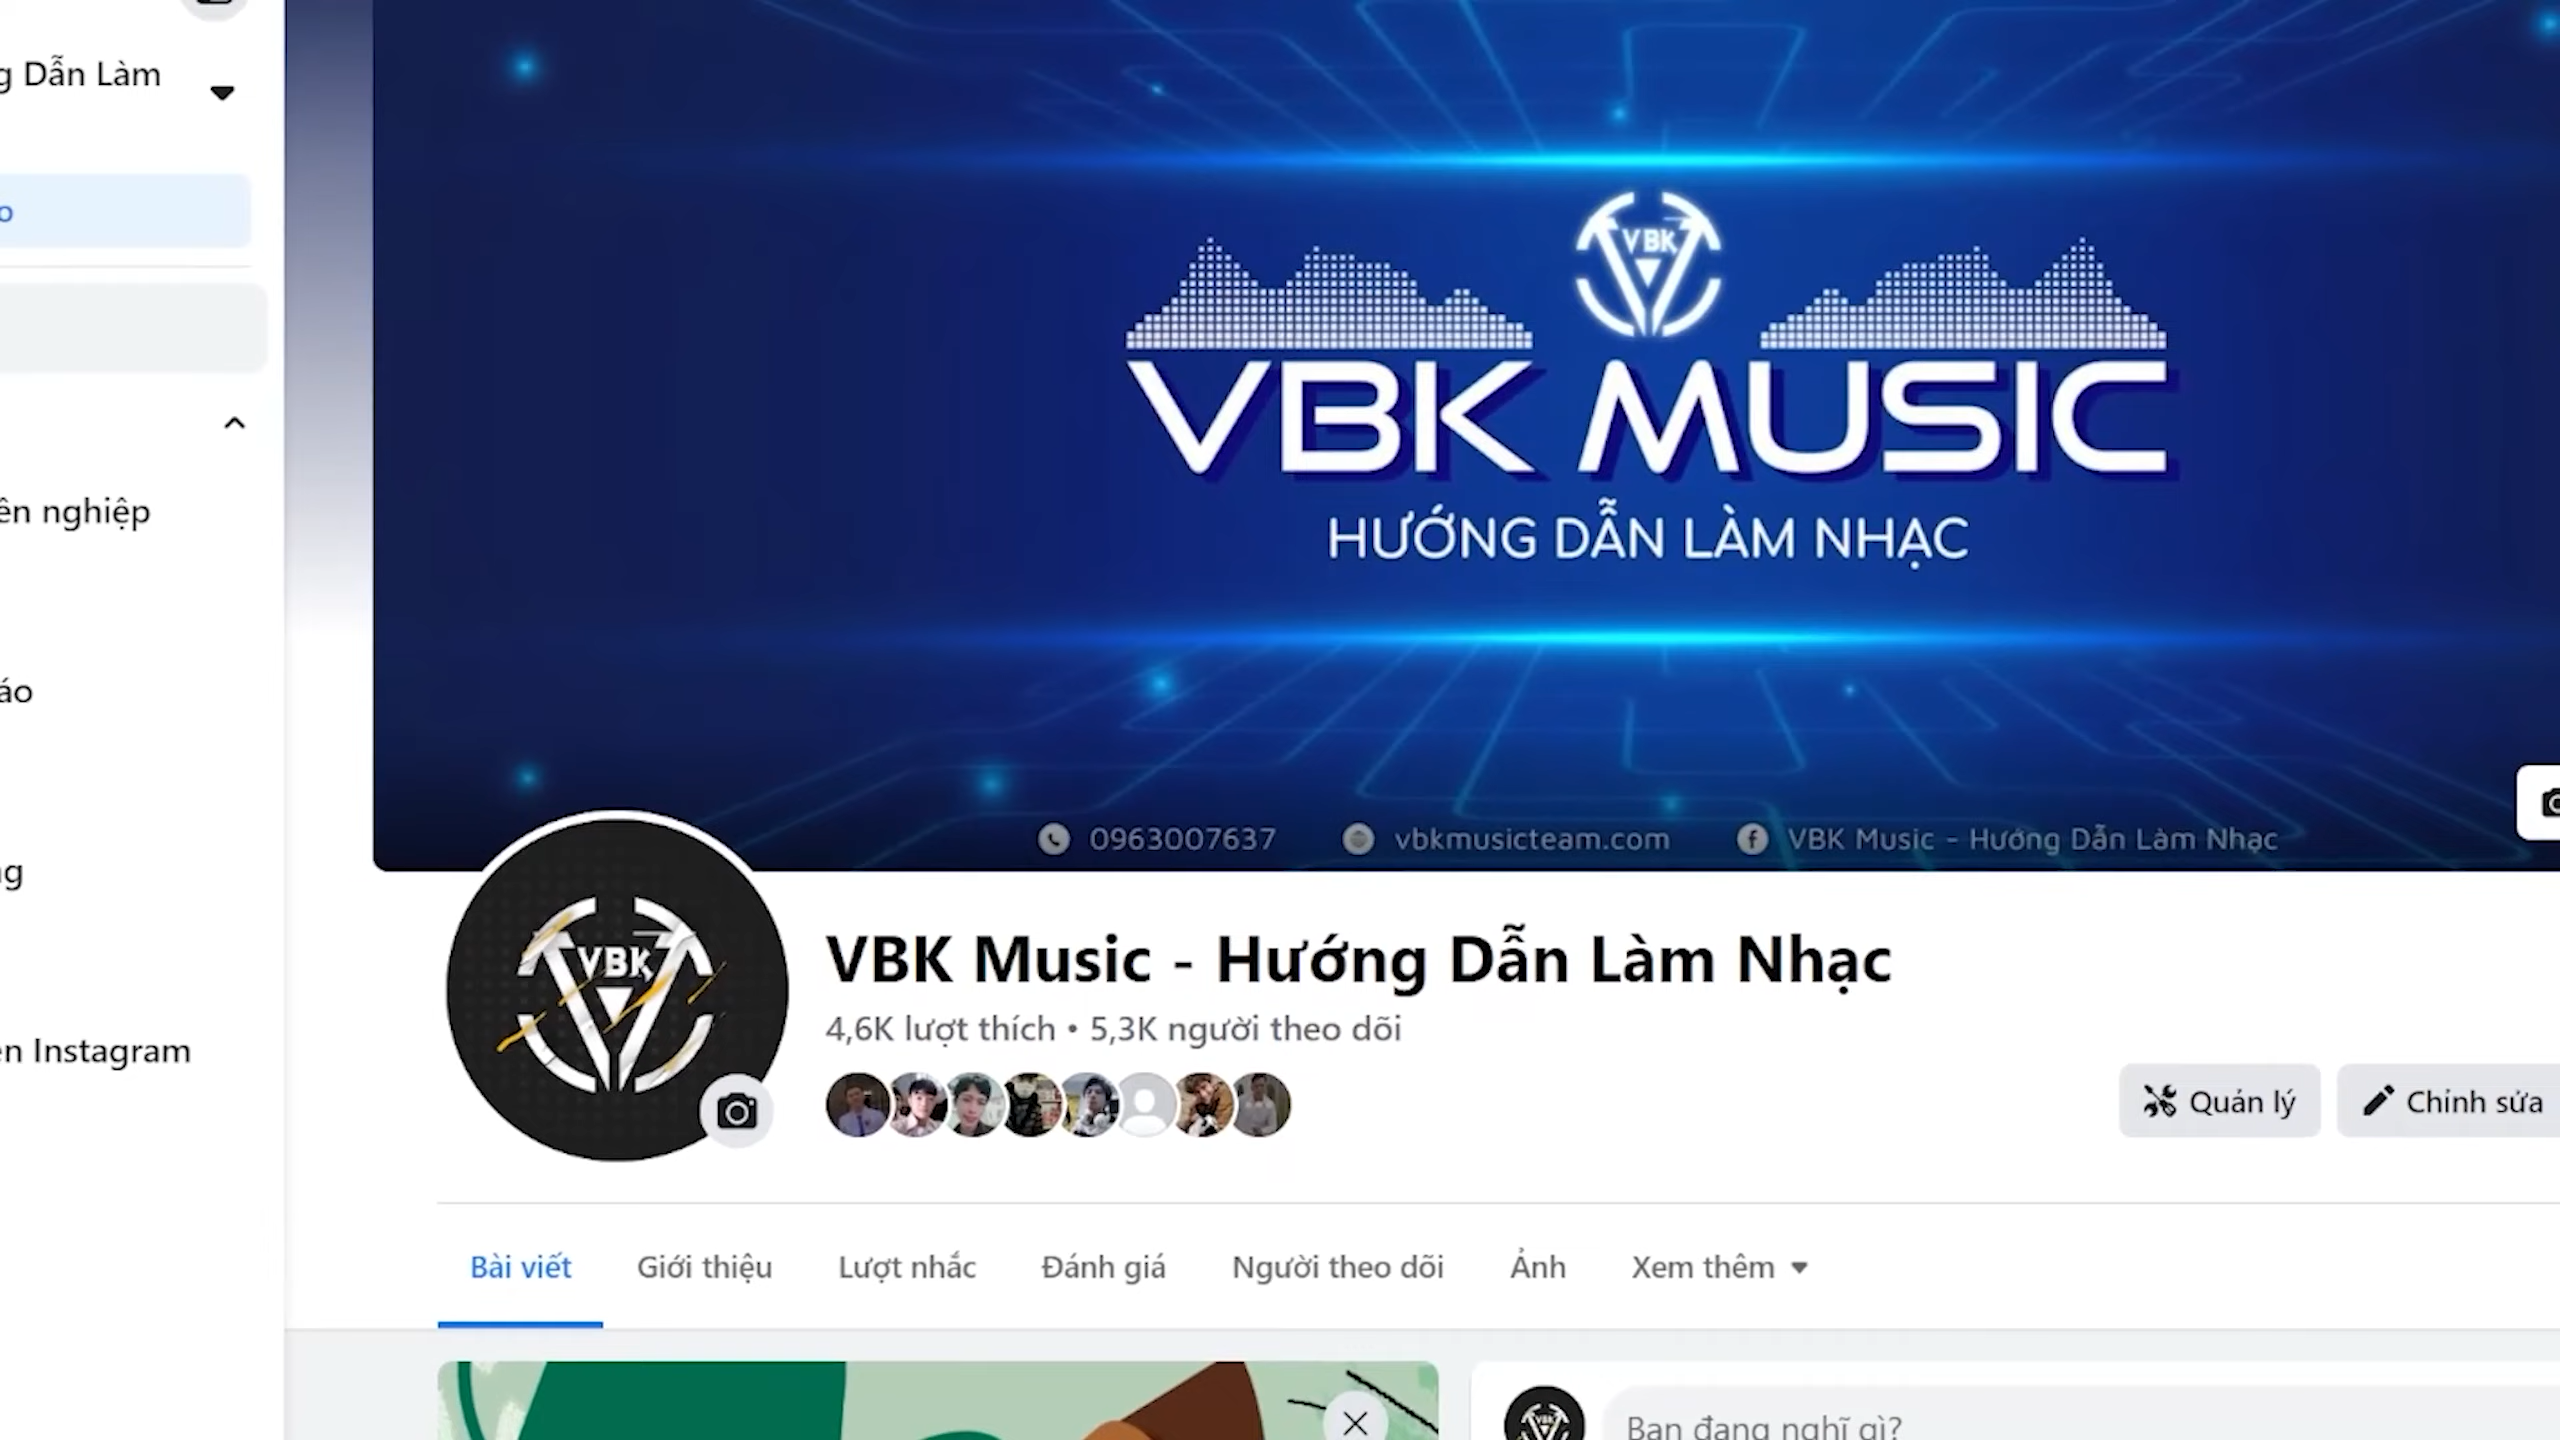 g Dẫn Làm
o
ên nghiệp
áo
ng
ên Instagram
VBK
VBK MUSIC
HƯỚNG DẪN LÀM NHẠC
0963007637 vbkmusicteam.com VBK Music - Hướng Dẫn Làm Nhạc
VBK
VBK Music - Hướng Dẫn Làm Nhạc
4,6K lượt thích • 5,3K người theo dõi
Quản lý Chỉnh sửa
Bài viết Giới thiệu Lượt nhắc Đánh giá Người theo dõi Ảnh Xem thêm
VBK Bạn đang nghĩ gì?